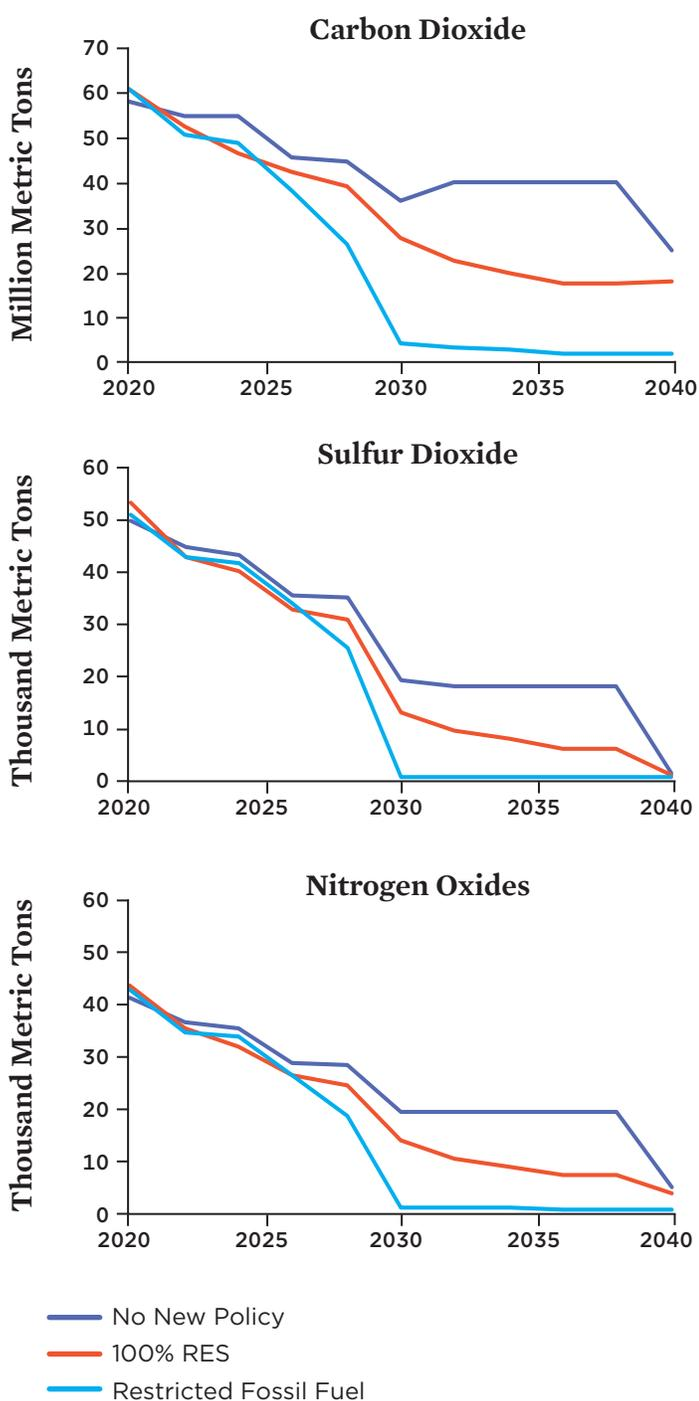 Carbon Dioxide
Million Metric Tons
70
60
50
40
30
20
10
0
2020 2025 2030 2035 2040
Sulfur Dioxide
Thousand Metric Tons
60
50
40
30
20
10
0
2020 2025 2030 2035 2040
Nitrogen Oxides
Thousand Metric Tons
60
50
40
30
20
10
0
2020 2025 2030 2035 2040
No New Policy
100% RES
Restricted Fossil Fuel